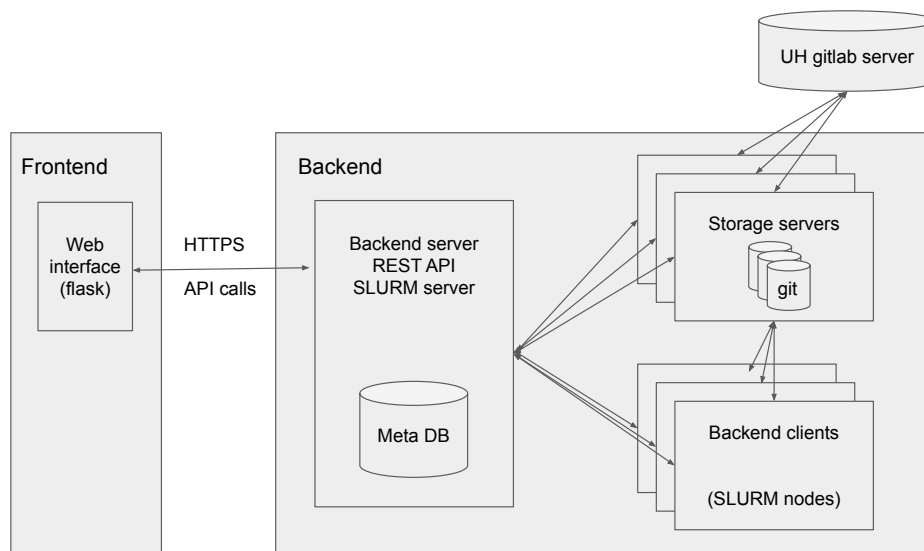 UH gitlab server
Frontend
Backend
Web
interface
(flask)
HTTPS
API calls
Backend server
REST API
SLURM server
Meta DB
Storage servers
git
Backend clients
(SLURM nodes)